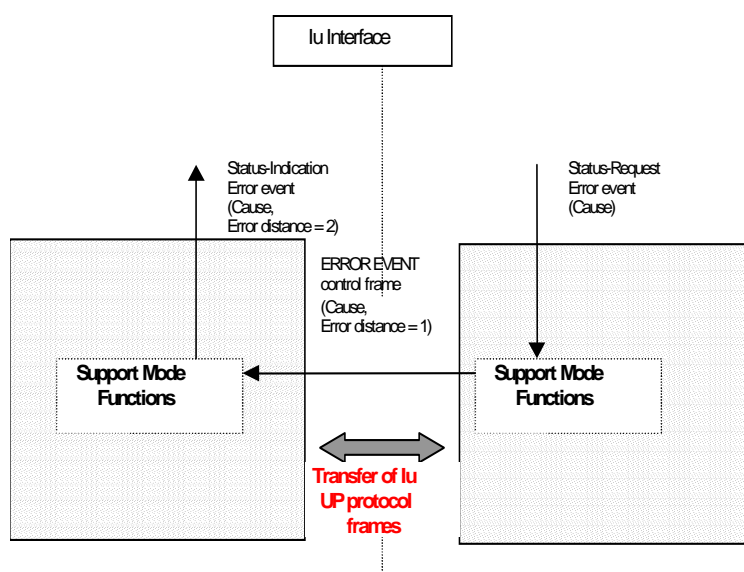 Iu Interface
Status-Indication
Error event
(Cause,
Error distance = 2)
Status-Request
Error event
(Cause)
ERROR EVENT
control frame
(Cause,
Error distance = 1)
Support Mode
Functions
Support Mode
Functions
Transfer of Iu
UP protocol
frames